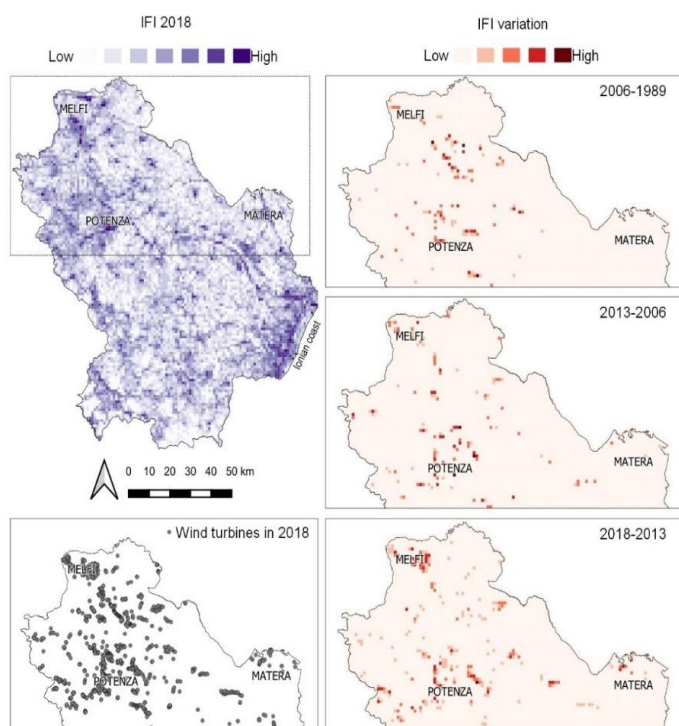 IFI 2018
Low High
MELFI
POTENZA
MATERA
Ionian coast
0 10 20 30 40 50 km
Wind turbines in 2018
MELFI
POTENZA
MATERA
IFI variation
Low High
2006-1989
MELFI
POTENZA
MATERA
2013-2006
MELFI
POTENZA
MATERA
2018-2013
MELFI
POTENZA
MATERA